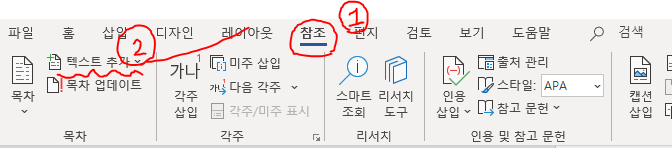 ①
파일 홈 삽입 디자인 레이아웃 참조 편지 검토 보기 도움말 검색
②
텍스트 추가
목차 업데이트
목차
목차
가나 1
각주 삽입
미주 삽입
다음 각주
각주/미주 표시
각주
스마트 조회
리서치 도구
리서치
인용 삽입
출처 관리
스타일: APA
참고 문헌
인용 및 참고 문헌
캡션 삽입